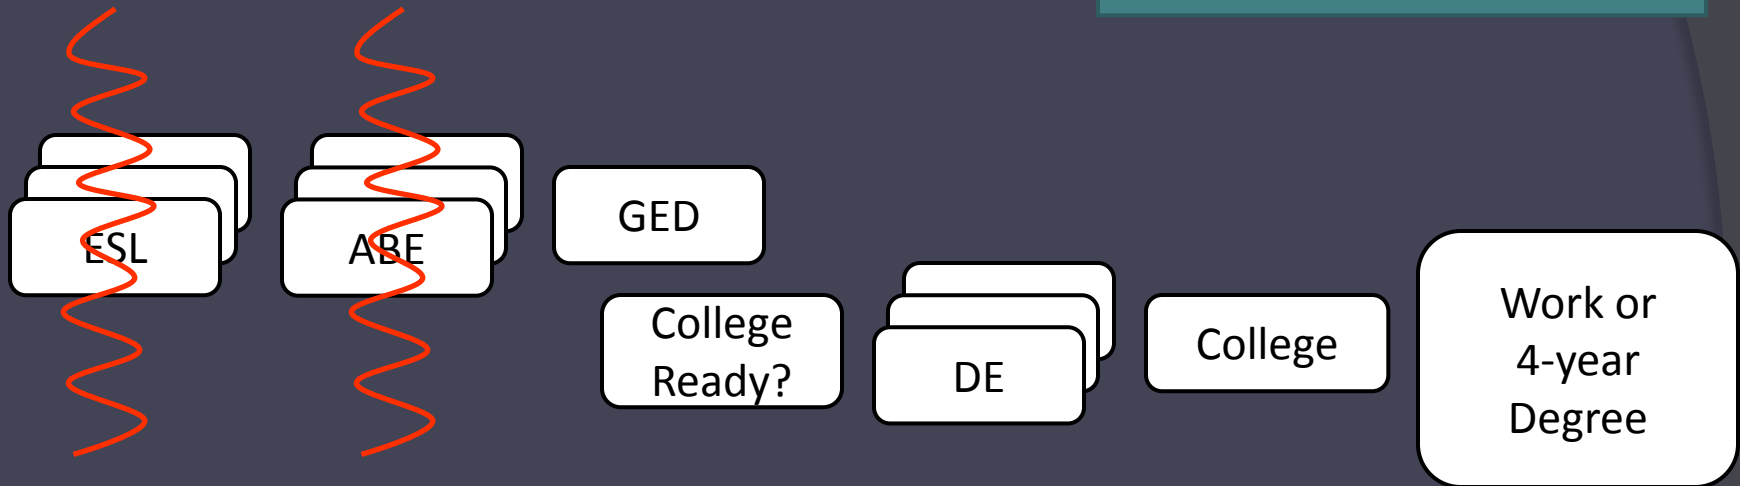 ESL
ABE
GED
College
Ready?
DE
College
Work or
4-year
Degree